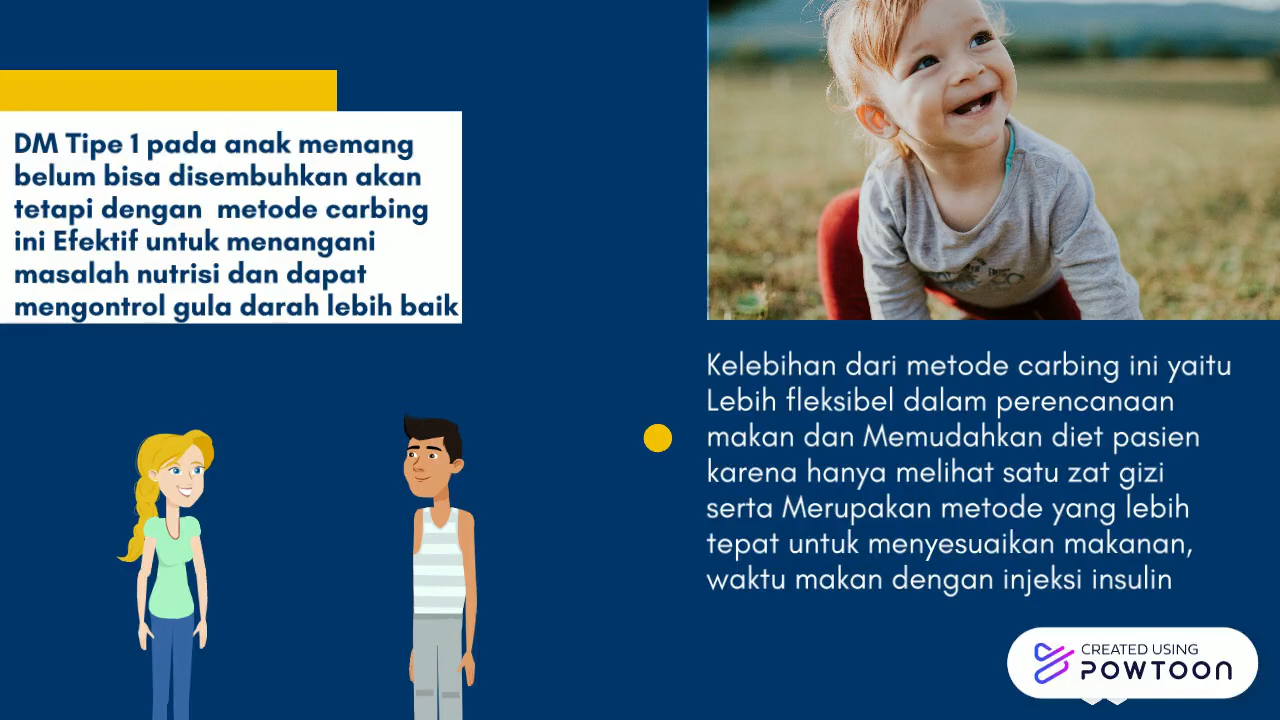 DM Tipe 1 pada anak memang
belum bisa disembuhkan akan
tetapi dengan  metode carbing
ini Efektif untuk menangani
masalah nutrisi dan dapat
mengontrol gula darah lebih baik
Kelebihan dari metode carbing ini yaitu
Lebih fleksibel dalam perencanaan
makan dan Memudahkan diet pasien
karena hanya melihat satu zat gizi
serta Merupakan metode yang lebih
tepat untuk menyesuaikan makanan,
waktu makan dengan injeksi insulin
CREATED USING
POWTOON